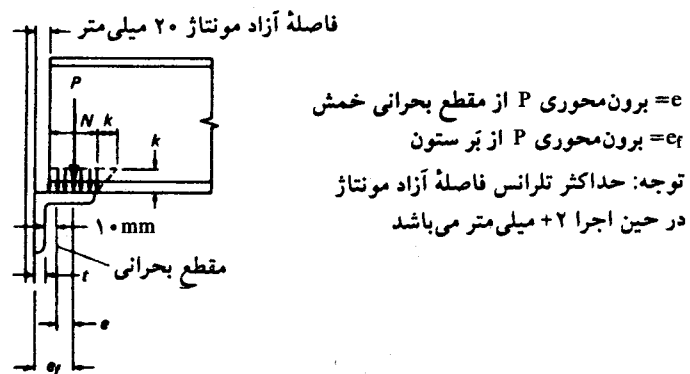 فاصلهٔ آزاد مونتاژ ۲۰ میلی‌متر
P
N
k
k
e= برون‌محوری P از مقطع بحرانی خمش
ef= برون‌محوری P از بَر ستون
توجه: حداکثر تلرانس فاصلهٔ آزاد مونتاژ
در حین اجرا ۲+ میلی‌متر می‌باشد
۱۰mm
مقطع بحرانی
t
e
ef